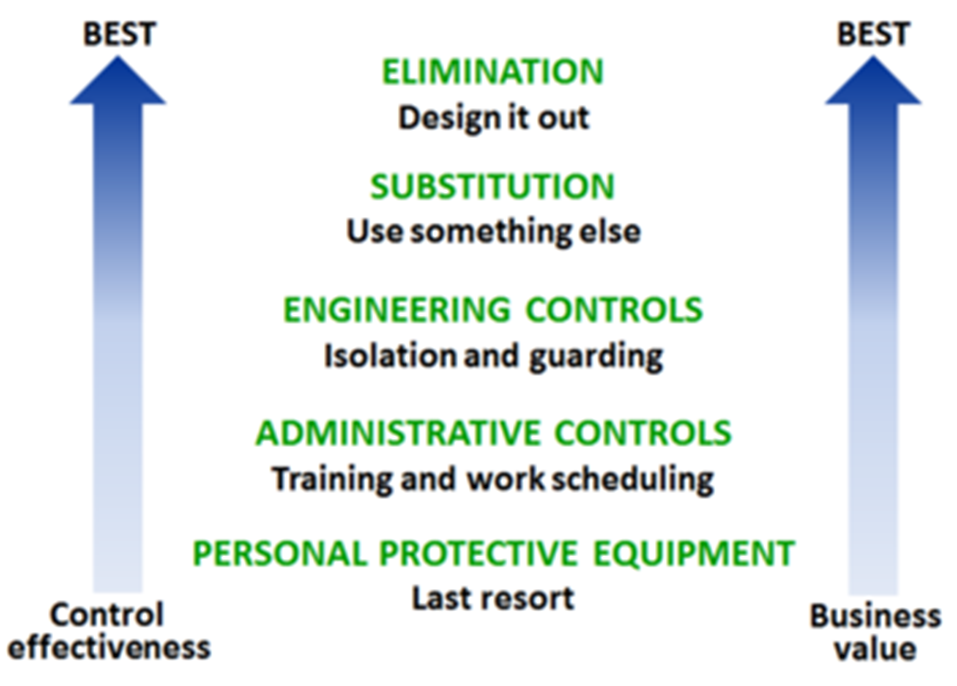 BEST
BEST
ELIMINATION
Design it out
SUBSTITUTION
Use something else
ENGINEERING CONTROLS
Isolation and guarding
ADMINISTRATIVE CONTROLS
Training and work scheduling
PERSONAL PROTECTIVE EQUIPMENT
Last resort
Control
effectiveness
Business
value